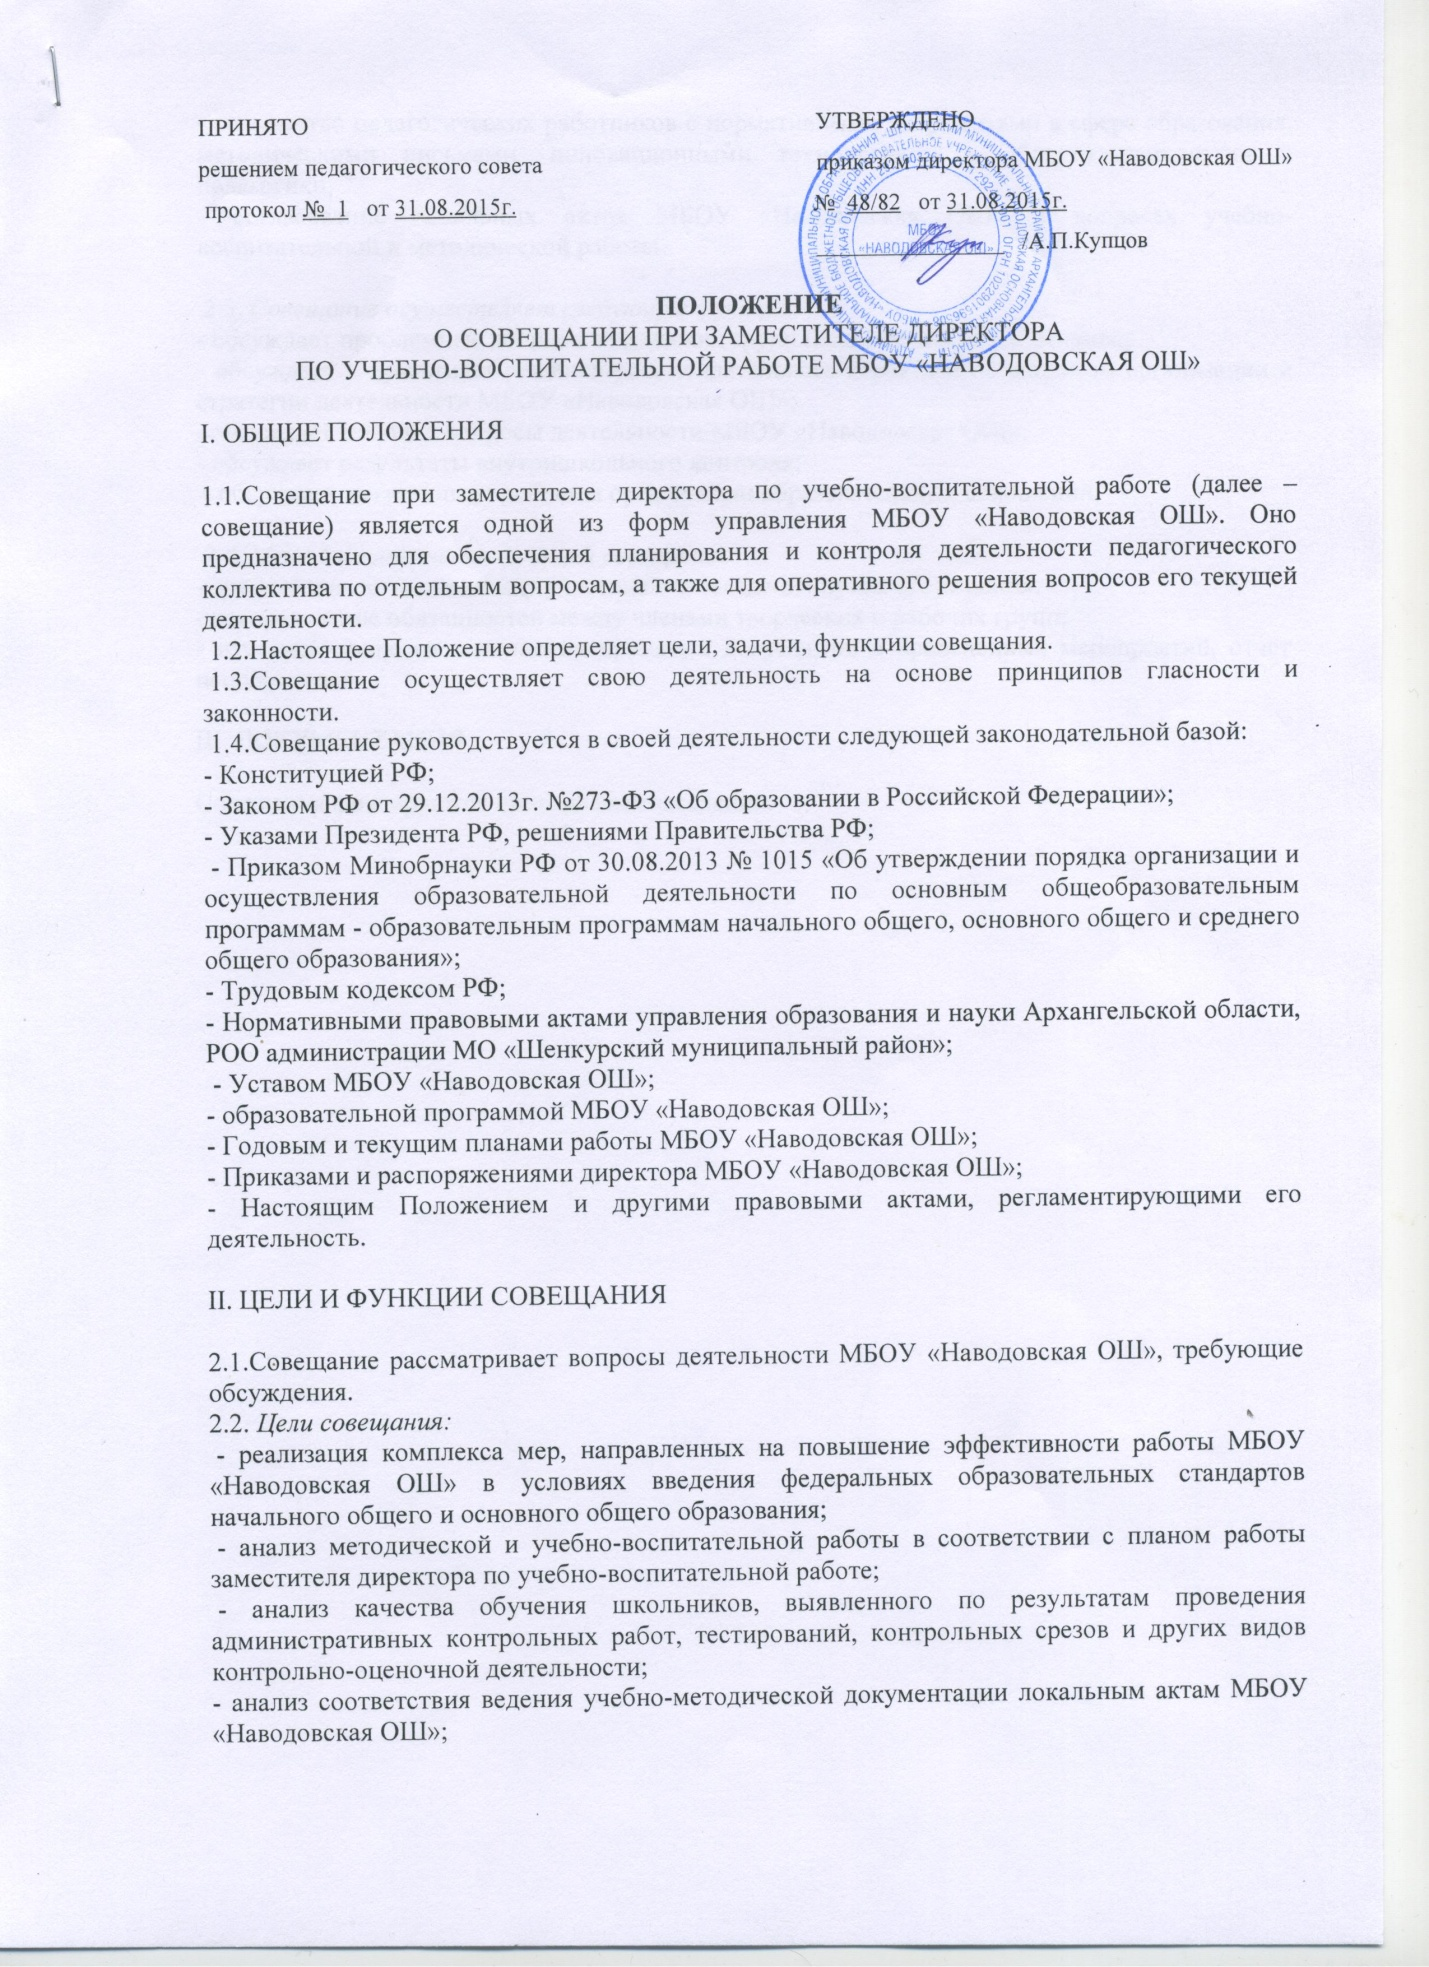 ПРИНЯТО
УТВЕРЖДЕНО
решением педагогического совета
приказом директора МБОУ «Наводовская ОШ»
протокол № 1 от 31.08.2015г.
№ 48/82 от 31.08.2015г.
МБОУ
«НАВОДОВСКАЯ ОШ»
/А.П.Купцов
ПОЛОЖЕНИЕ
О СОВЕЩАНИИ ПРИ ЗАМЕСТИТЕЛЕ ДИРЕКТОРА
ПО УЧЕБНО-ВОСПИТАТЕЛЬНОЙ РАБОТЕ МБОУ «НАВОДОВСКАЯ ОШ»
I. ОБЩИЕ ПОЛОЖЕНИЯ
1.1.Совещание при заместителе директора по учебно-воспитательной работе (далее –
совещание) является одной из форм управления МБОУ «Наводовская ОШ». Оно
предназначено для обеспечения планирования и контроля деятельности педагогического
коллектива по отдельным вопросам, а также для оперативного решения вопросов его текущей
деятельности.
1.2.Настоящее Положение определяет цели, задачи, функции совещания.
1.3.Совещание осуществляет свою деятельность на основе принципов гласности и
законности.
1.4.Совещание руководствуется в своей деятельности следующей законодательной базой:
- Конституцией РФ;
- Законом РФ от 29.12.2013г. №273-ФЗ «Об образовании в Российской Федерации»;
- Указами Президента РФ, решениями Правительства РФ;
- Приказом Минобрнауки РФ от 30.08.2013 № 1015 «Об утверждении порядка организации и
осуществления образовательной деятельности по основным общеобразовательным
программам - образовательным программам начального общего, основного общего и среднего
общего образования»;
- Трудовым кодексом РФ;
- Нормативными правовыми актами управления образования и науки Архангельской области,
РОО администрации МО «Шенкурский муниципальный район»;
- Уставом МБОУ «Наводовская ОШ»;
- образовательной программой МБОУ «Наводовская ОШ»;
- Годовым и текущим планами работы МБОУ «Наводовская ОШ»;
- Приказами и распоряжениями директора МБОУ «Наводовская ОШ»;
- Настоящим Положением и другими правовыми актами, регламентирующими его
деятельность.
II. ЦЕЛИ И ФУНКЦИИ СОВЕЩАНИЯ
2.1.Совещание рассматривает вопросы деятельности МБОУ «Наводовская ОШ», требующие
обсуждения.
2.2. Цели совещания:
- реализация комплекса мер, направленных на повышение эффективности работы МБОУ
«Наводовская ОШ» в условиях введения федеральных образовательных стандартов
начального общего и основного общего образования;
- анализ методической и учебно-воспитательной работы в соответствии с планом работы
заместителя директора по учебно-воспитательной работе;
- анализ качества обучения школьников, выявленного по результатам проведения
административных контрольных работ, тестирований, контрольных срезов и других видов
контрольно-оценочной деятельности;
- анализ соответствия ведения учебно-методической документации локальным актам МБОУ
«Наводовская ОШ»;